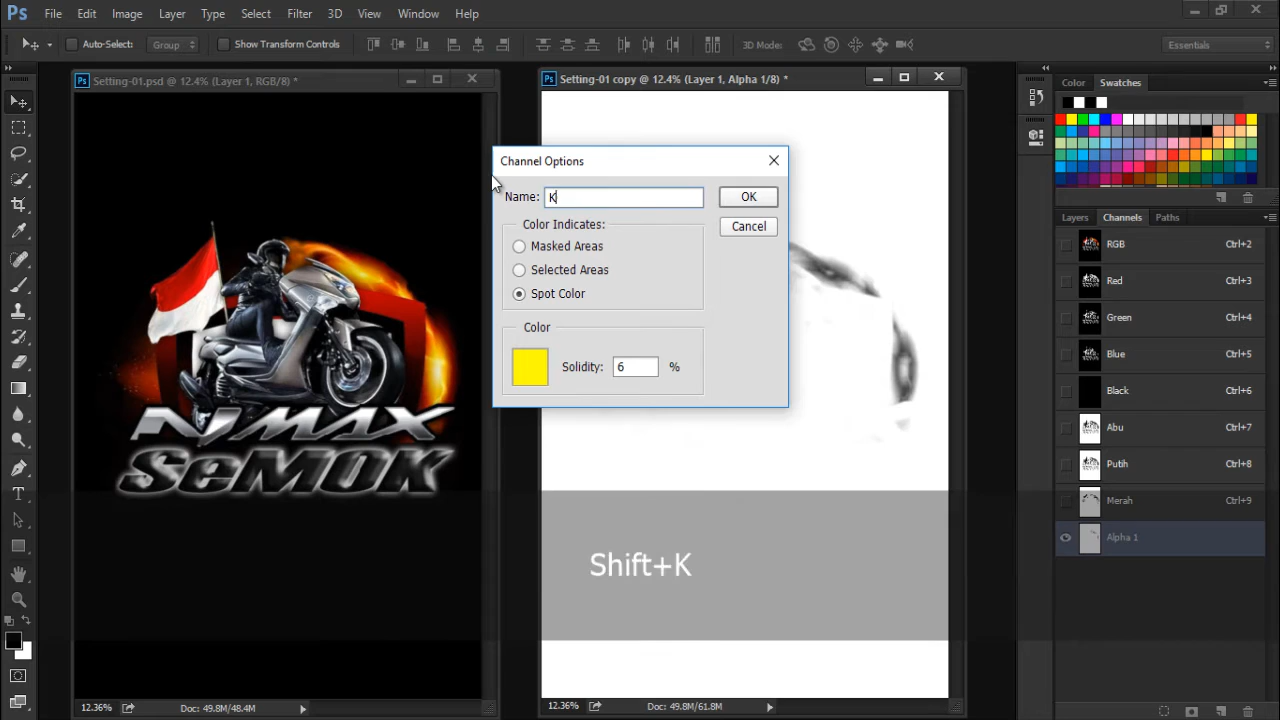 Ps File Edit Image Layer Type Select Filter 3D View Window Help
Auto-Select: Group Show Transform Controls 3D Mode: Essentials
Ps Setting-01.psd @ 12.4% (Layer 1, RGB/8) *
Ps Setting-01 copy @ 12.4% (Layer 1, Alpha 1/8) *
Color Swatches
Channel Options
Name: K OK
Color Indicates: Cancel
Masked Areas
Selected Areas
Spot Color
Color
Solidity: 6 %
Layers Channels Paths
RGB Ctrl+2
Red Ctrl+3
Green Ctrl+4
Blue Ctrl+5
Black Ctrl+6
Abu Ctrl+7
Putih Ctrl+8
Merah Ctrl+9
Alpha 1
NMAX
SeMOK
Shift+K
12.36% Doc: 49.8M/48.4M
12.36% Doc: 49.8M/61.8M